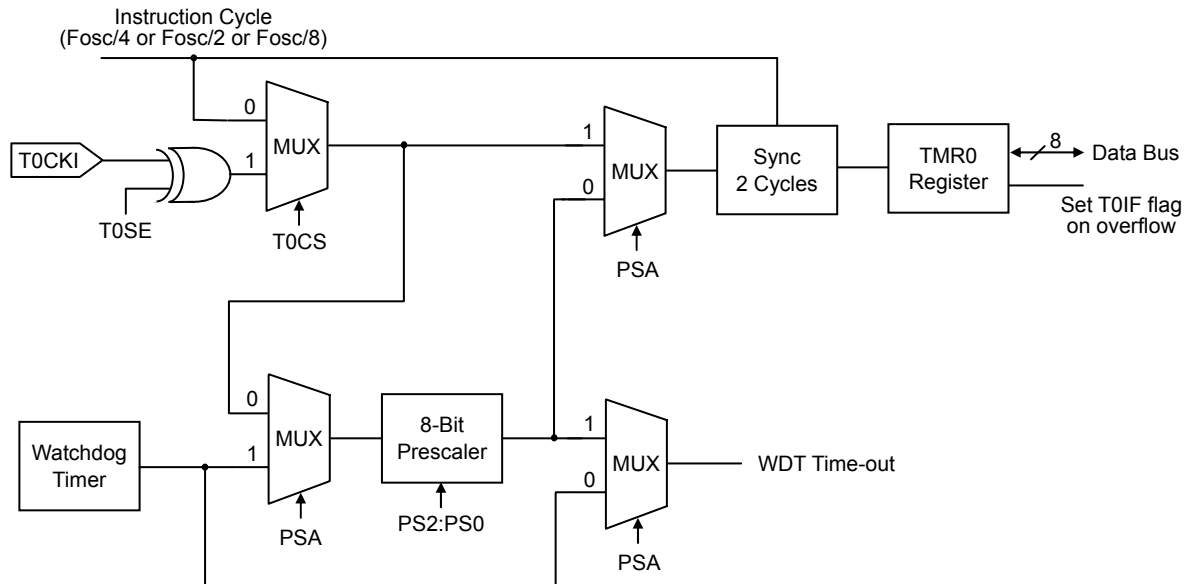 Instruction Cycle
(Fosc/4 or Fosc/2 or Fosc/8)
0
MUX
1
T0CKI
T0SE
T0CS
1
MUX
0
PSA
Sync
2 Cycles
TMR0
Register
8
Data Bus
Set T0IF flag
on overflow
0
MUX
1
Watchdog
Timer
PSA
8-Bit
Prescaler
PS2:PS0
1
MUX
0
PSA
WDT Time-out